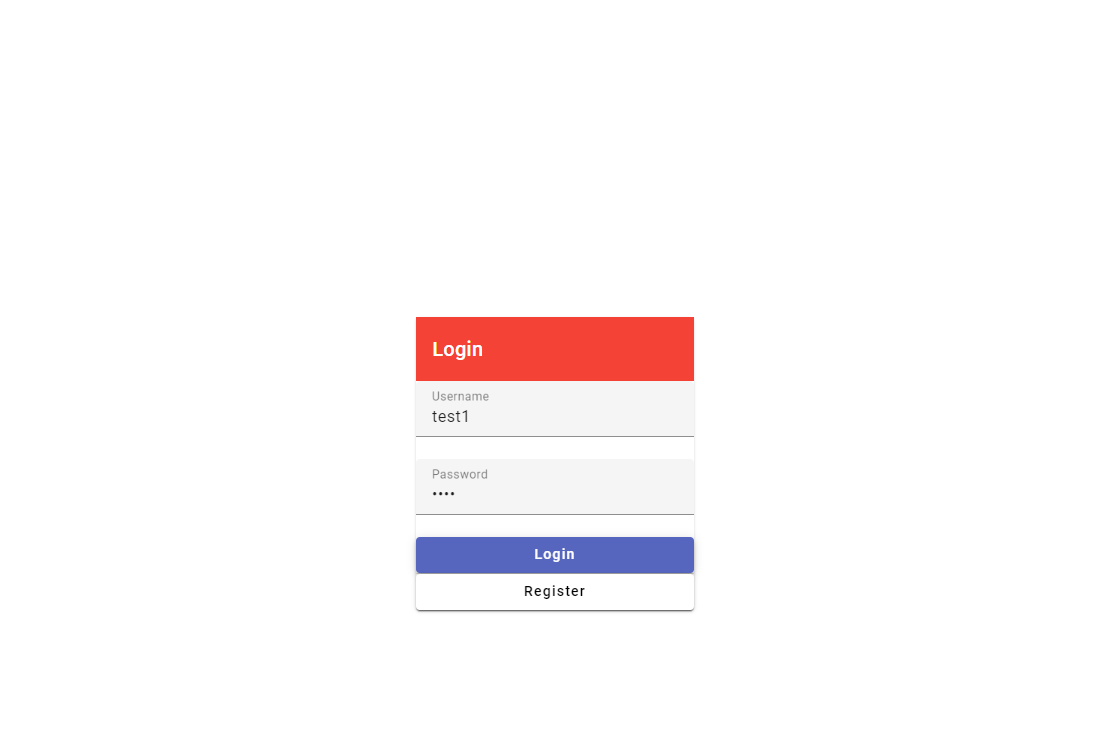 Login
Username
test1
Password
••••
Login
Register